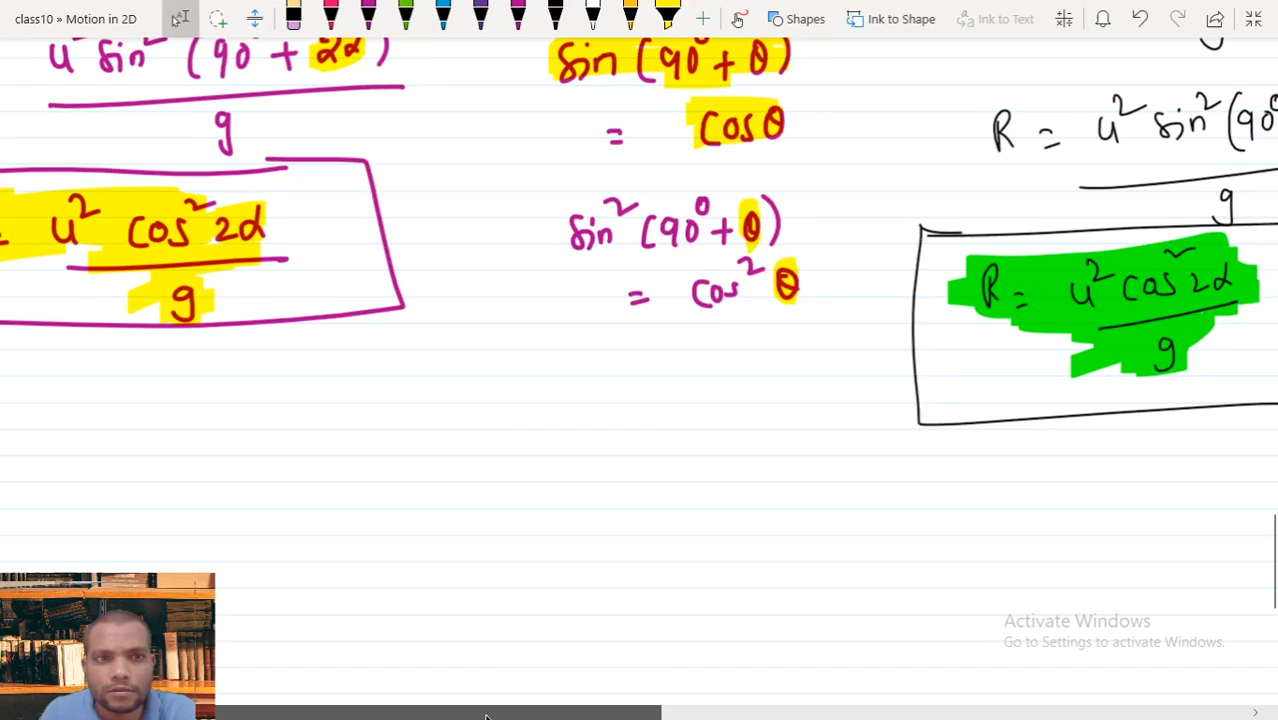 class10 » Motion in 2D
Shapes
Ink to Shape
Ink to Text
u² sin² (90° + 2α)
g
u² cos² 2α
g
sin (90° + θ)
= cos θ
sin² (90° + θ)
= cos² θ
R = u² sin² (90°
g
R = u² cos² 2α
g
Activate Windows
Go to Settings to activate Windows.